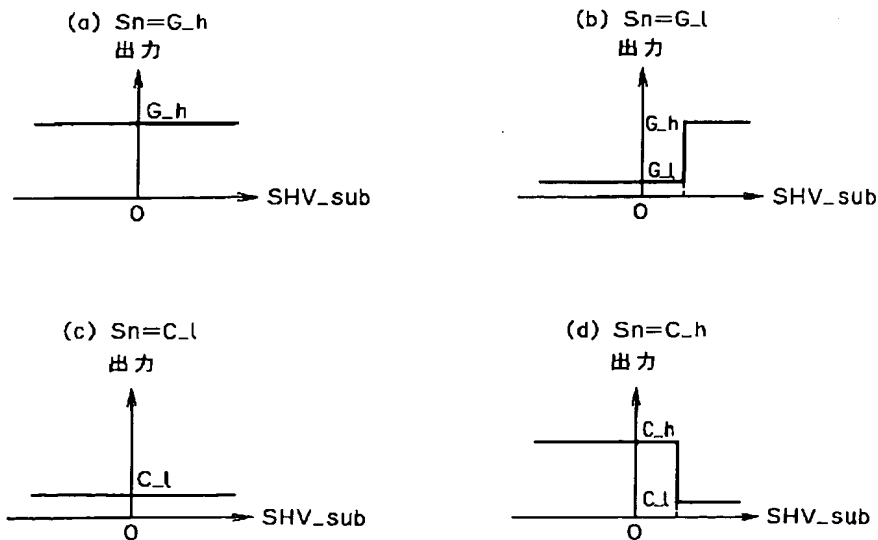 (a) Sn=G_h
出力
G_h
SHV_sub
0
(b) Sn=G_l
出力
G_h
G_l
SHV_sub
0
(c) Sn=C_l
出力
C_l
SHV_sub
0
(d) Sn=C_h
出力
C_h
C_l
SHV_sub
0